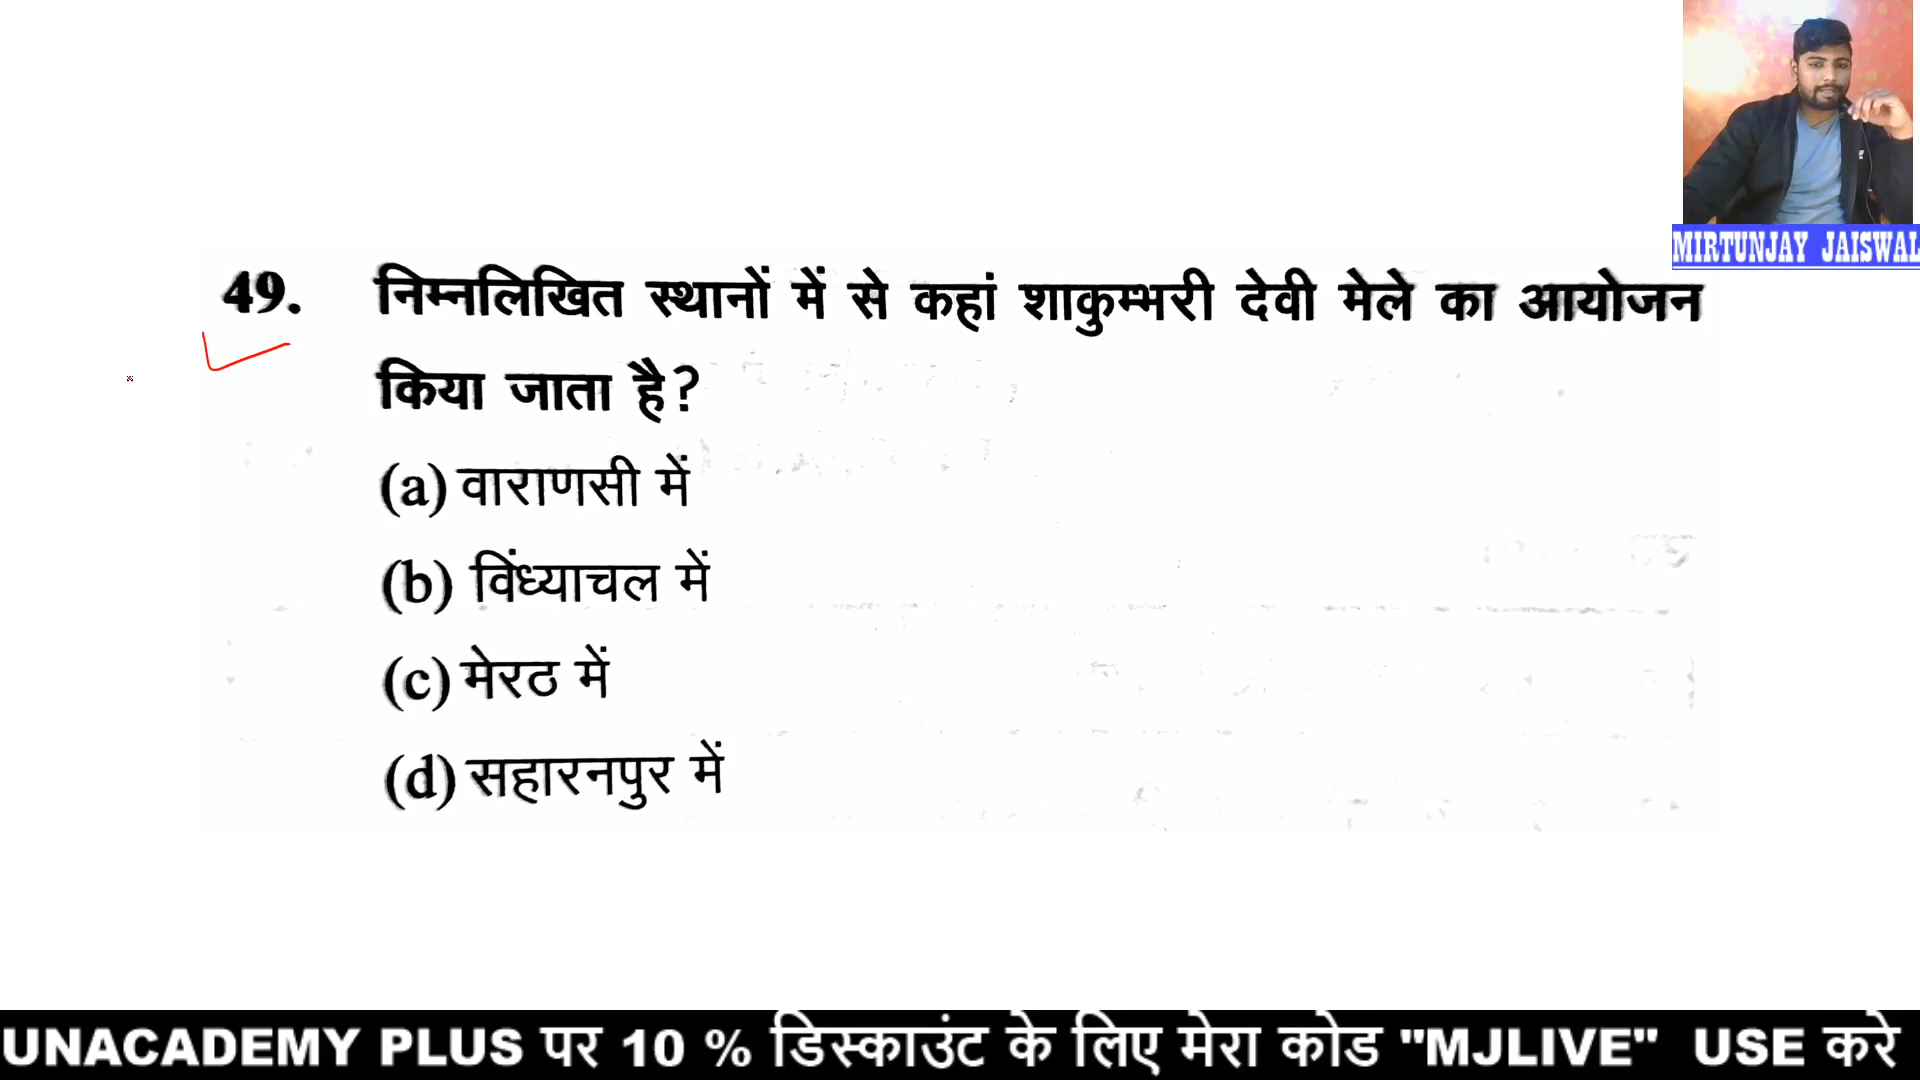 MIRTUNJAY JAISWAL
49. निम्नलिखित स्थानों में से कहां शाकुम्भरी देवी मेले का आयोजन
किया जाता है?
(a) वाराणसी में
(b) विंध्याचल में
(c) मेरठ में
(d) सहारनपुर में
UNACADEMY PLUS पर 10 % डिस्काउंट के लिए मेरा कोड "MJLIVE" USE करे